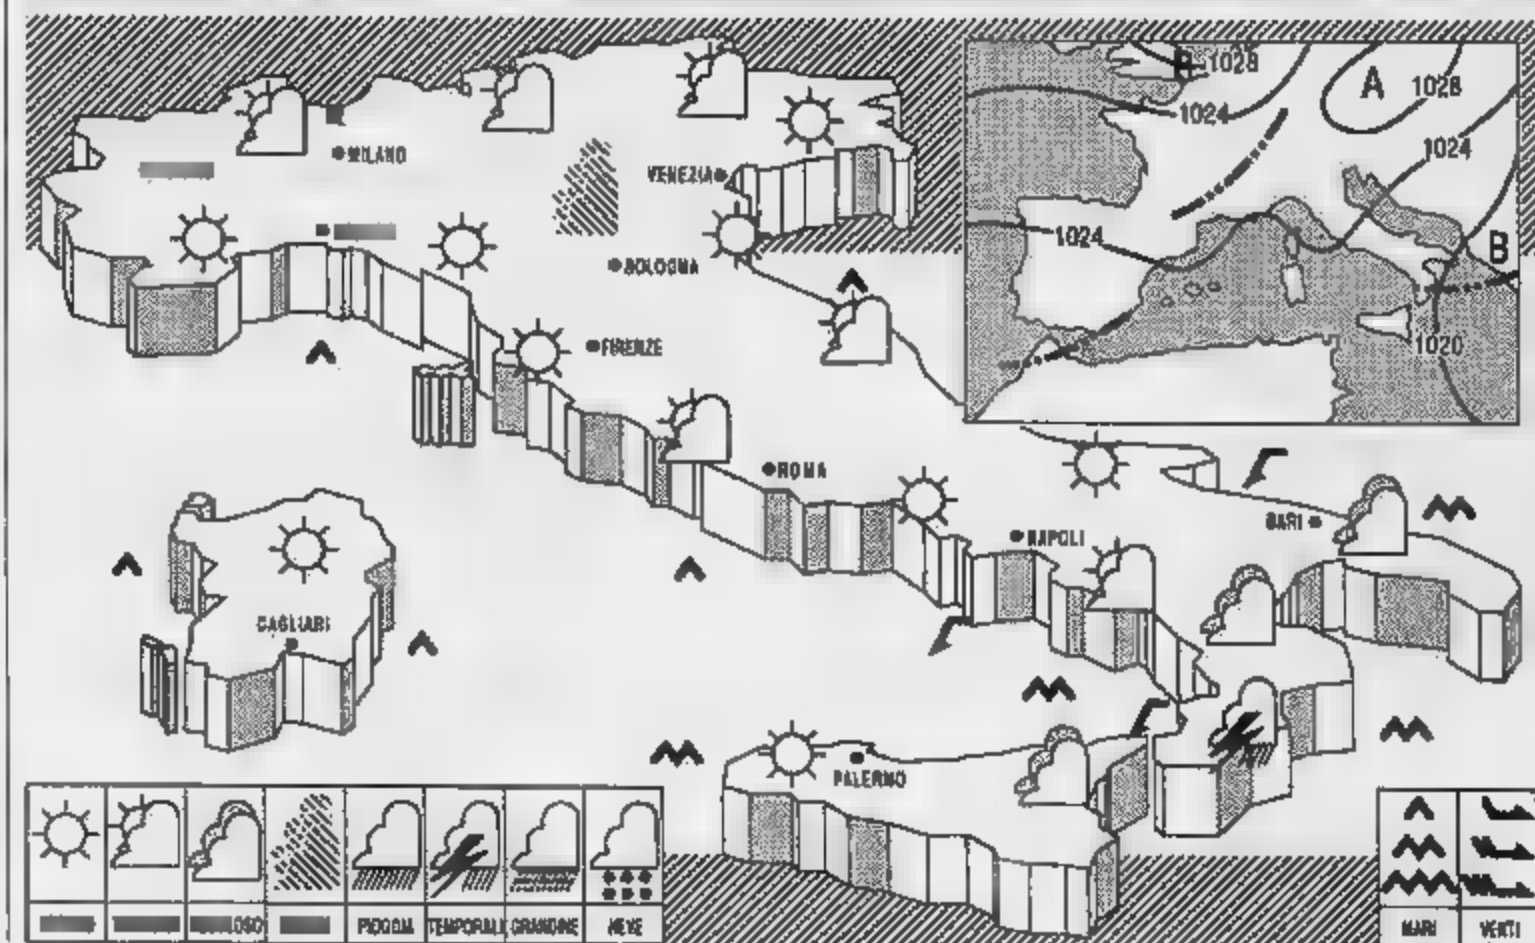 1028
A
1028
1024
1024
MILANO
VENEZIA
1024
B
BOLOGNA
1020
FIRENZE
ROMA
BARI
NAPOLI
CAGLIARI
PALERMO
PIOGGIA
TEMPORALI
GRANDINE
NEVE
MARI
VENTI